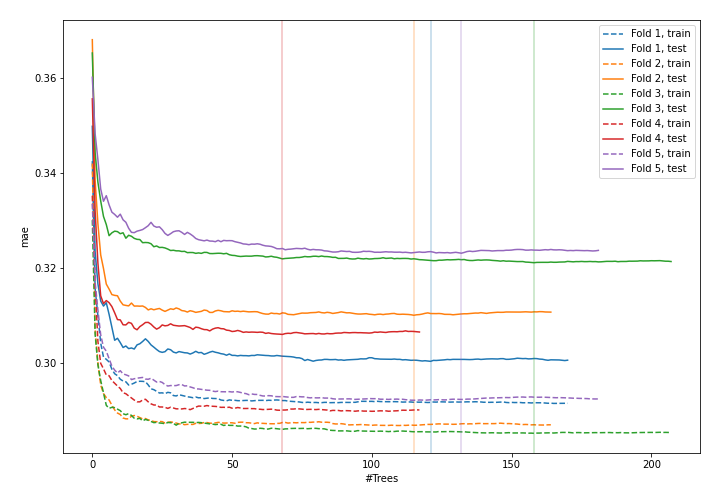 0.36
0.34
0.32
0.30
mae
0
50
100
150
200
#Trees
Fold 1, train
Fold 1, test
Fold 2, train
Fold 2, test
Fold 3, train
Fold 3, test
Fold 4, train
Fold 4, test
Fold 5, train
Fold 5, test